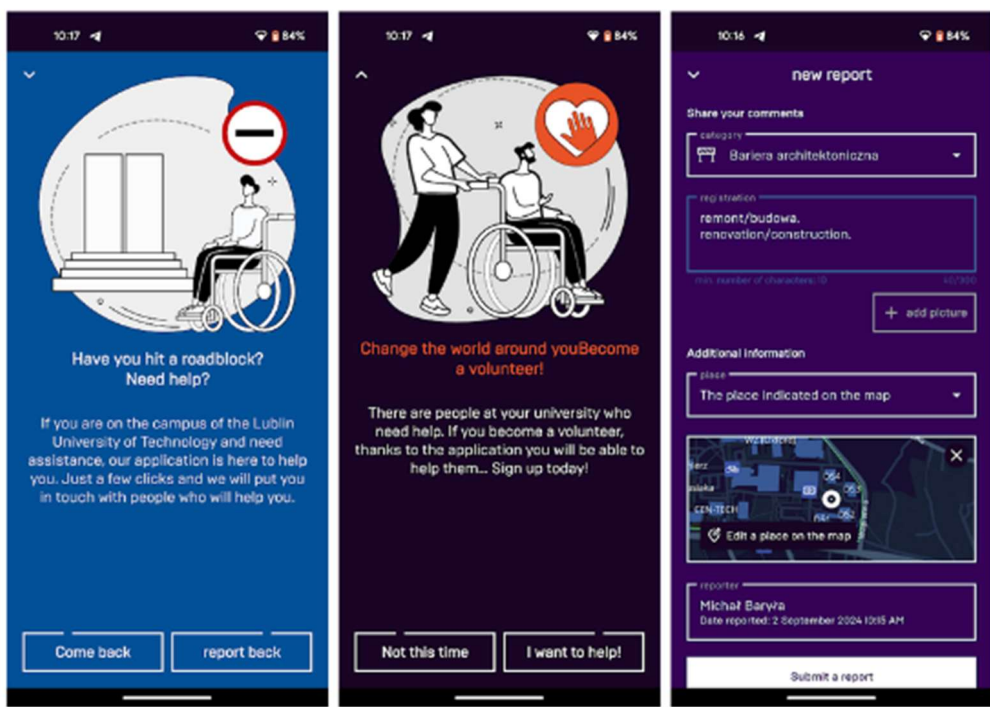 10:17
84%
Have you hit a roadblock?
Need help?
If you are on the campus of the Lublin
University of Technology and need
assistance, our application is here to help
you. Just a few clicks and we will put you
in touch with people who will help you.
Come back
report back
10:17
84%
Change the world around youBecome
a volunteer!
There are people at your university who
need help. If you become a volunteer,
thanks to the application you will be able to
help them... Sign up today!
Not this time
I want to help!
10:16
84%
new report
Share your comments
category
Bariera architektoniczna
registration
remont/budowa.
renovation/construction.
min. number of characters: 10
+ add picture
Additional information
place
The place indicated on the map
CEN-TECH
Edit a place on the map
reporter
Michał Baryła
Date reported: 2 September 2024 10:15 AM
Submit a report